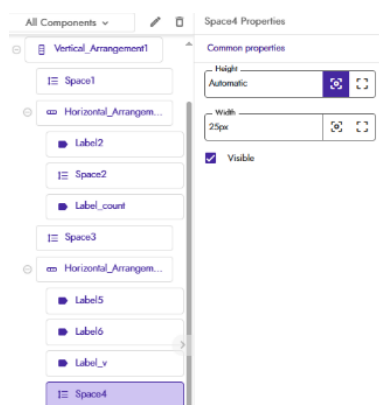 All Components
Vertical_Arrangement1
Space1
Horizontal_Arrangem...
Label2
Space2
Label_count
Space3
Horizontal_Arrangem...
Label5
Label6
Label_v
Space4
Space4 Properties
Common properties
Height
Automatic
Width
25px
Visible